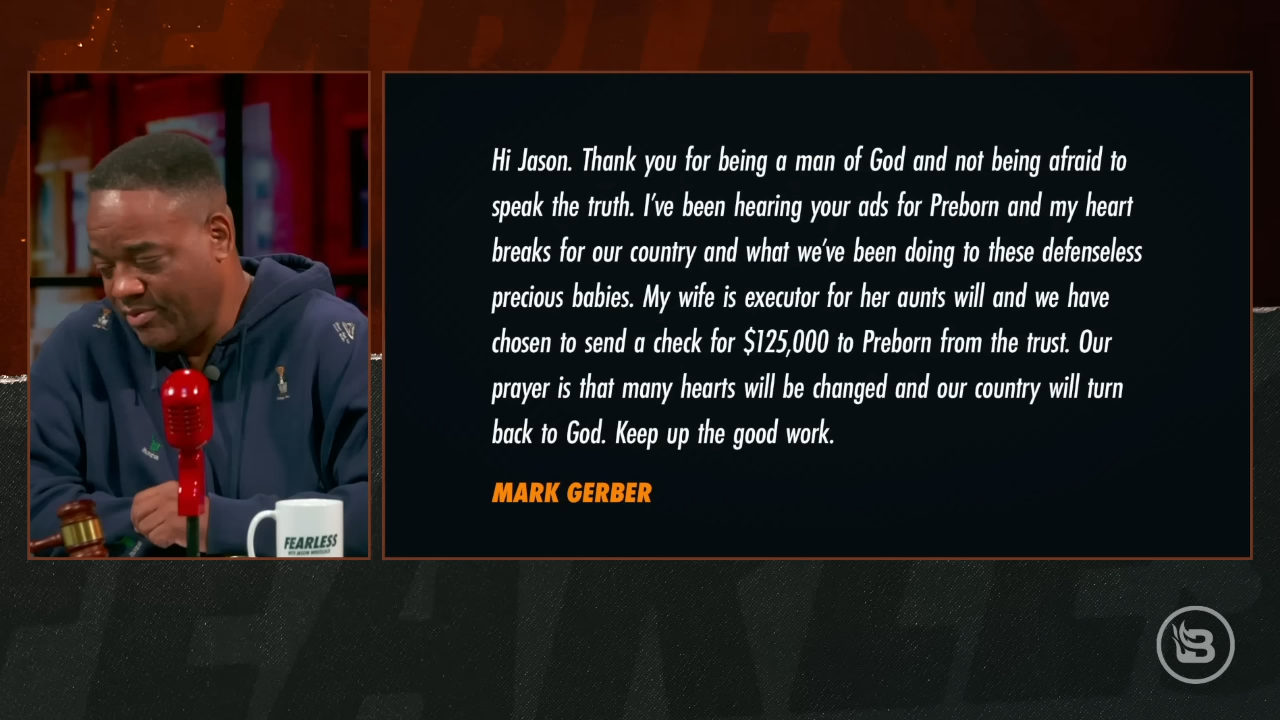 Hi Jason. Thank you for being a man of God and not being afraid to
speak the truth. I've been hearing your ads for Preborn and my heart
breaks for our country and what we've been doing to these defenseless
precious babies. My wife is executor for her aunts will and we have
chosen to send a check for $125,000 to Preborn from the trust. Our
prayer is that many hearts will be changed and our country will turn
back to God. Keep up the good work.
MARK GERBER
FEARLESS
WITH JASON WHITLOCK
B